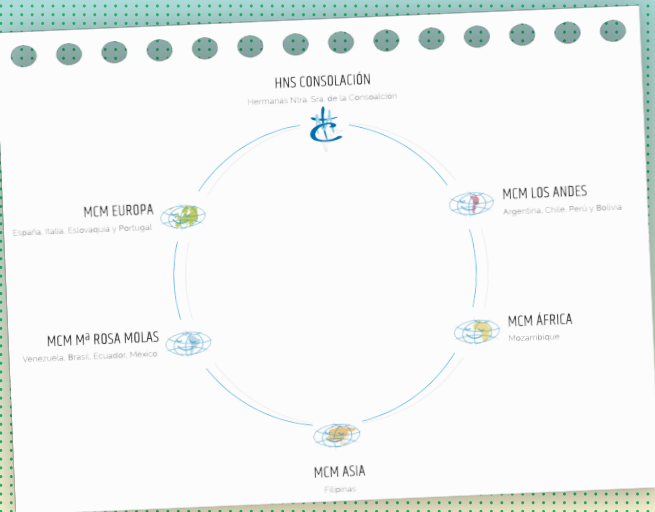 HNS CONSOLACIÓN
Hermanas Ntra. Sra. de la Consoalción
MCM EUROPA
España, Italia, Eslovaquia y Portugal
MCM LOS ANDES
Argentina, Chile, Perú y Bolivia
MCM Mª ROSA MOLAS
Venezuela, Brasil, Ecuador, México
MCM ÁFRICA
Mozambique
MCM ASIA
Filipinas